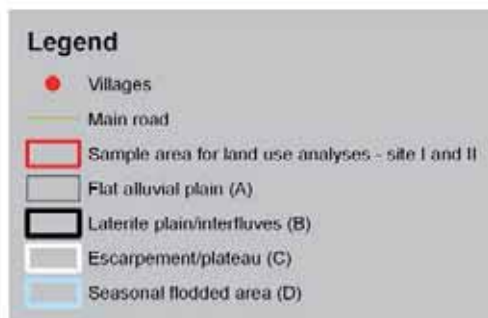 Legend
Villages
Main road
Sample area for land use analyses - site I and II
Flat alluvial plain (A)
Laterite plain/interfluves (B)
Escarpement/plateau (C)
Seasonal flodded area (D)